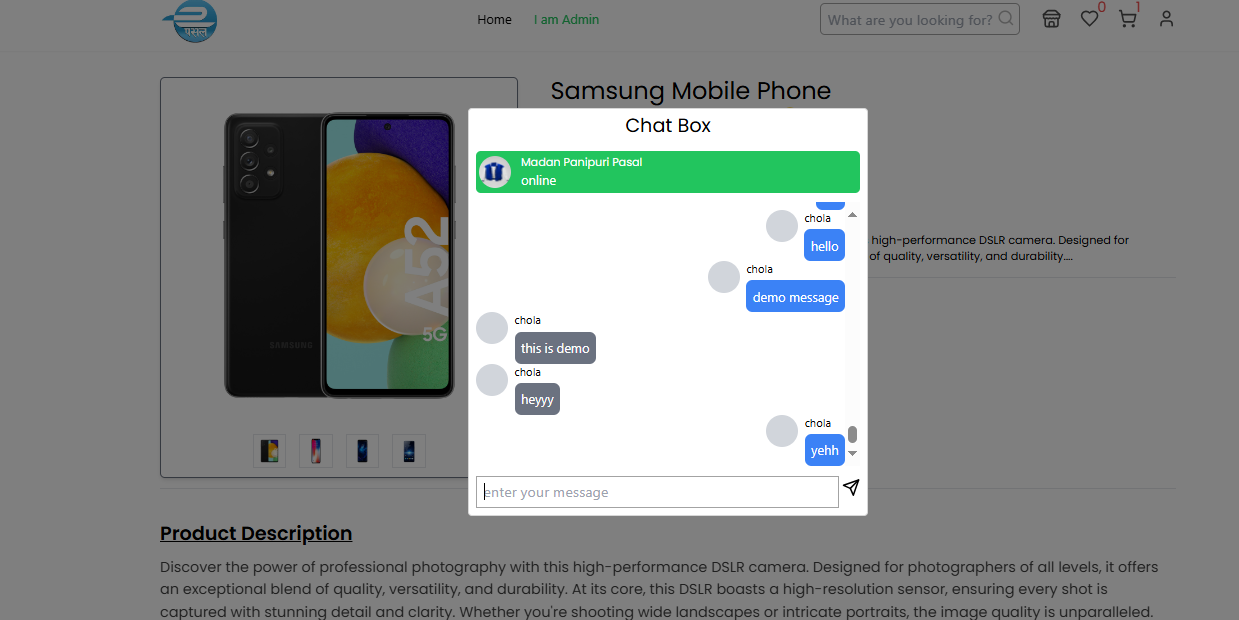 पसल
Home
I am Admin
What are you looking for?
0
1
Samsung Mobile Phone
Chat Box
Madan Panipuri Pasal
online
chola
hello
high-performance DSLR camera. Designed for
of quality, versatility, and durability....
chola
demo message
chola
this is demo
chola
heyyy
chola
yehh
enter your message
A52
5G
SAMSUNG
Product Description
Discover the power of professional photography with this high-performance DSLR camera. Designed for photographers of all levels, it offers
an exceptional blend of quality, versatility, and durability. At its core, this DSLR boasts a high-resolution sensor, ensuring every shot is
captured with stunning detail and clarity. Whether you're shooting wide landscapes or intricate portraits, the image quality is unparalleled.